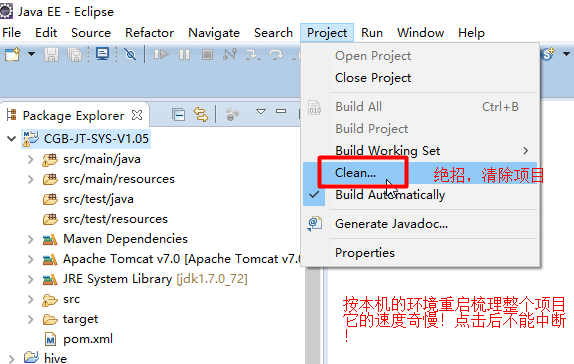 Java EE - Eclipse
File Edit Source Refactor Navigate Search Project Run Window
Open Project
Close Project
Build All Ctrl+B
Build Project
Build Working Set
Clean...
绝招，清除项目
Build Automatically
Generate Javadoc...
Properties
Package Explorer
CGB-JT-SYS-V1.05
src/main/java
src/main/resources
src/test/java
src/test/resources
Maven Dependencies
Apache Tomcat v7.0 [Apache Tomcat v7.0]
JRE System Library [jdk1.7.0_72]
src
target
pom.xml
hive
按本机的环境重启梳理整个项目
它的速度奇慢！点击后不能中断
！